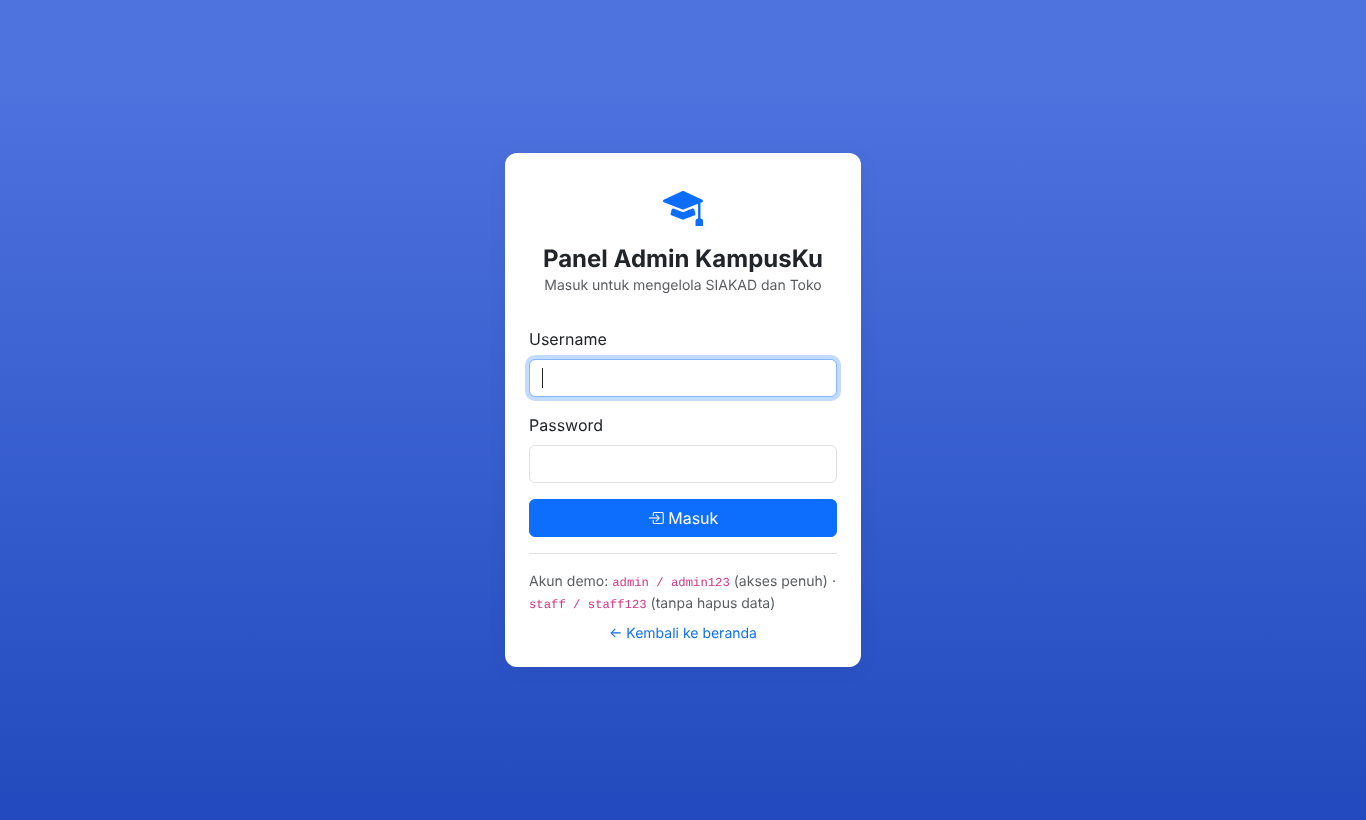 Panel Admin KampusKu
Masuk untuk mengelola SIAKAD dan Toko
Username
Password
Masuk
Akun demo: admin / admin123 (akses penuh) ·
staff / staff123 (tanpa hapus data)
← Kembali ke beranda